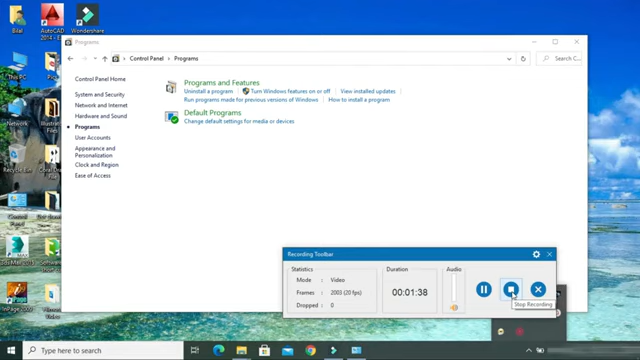 Bilal
AutoCAD
2014 - E
Wondershare
This PC
Network
Recycle Bin
Control
Panel
Programs
Control Panel > Programs
Search C...
Control Panel Home
System and Security
Network and Internet
Hardware and Sound
Programs
User Accounts
Appearance and
Personalization
Clock and Region
Ease of Access
Programs and Features
Uninstall a program
Turn Windows features on or off
View installed updates
Run programs made for previous versions of Windows
How to install a program
Default Programs
Change default settings for media or devices
Recording Toolbar
Statistics
Mode : Video
Frames : 2003 (20 fps)
Dropped : 0
Duration
00:01:38
Audio
Stop Recording
Type here to search